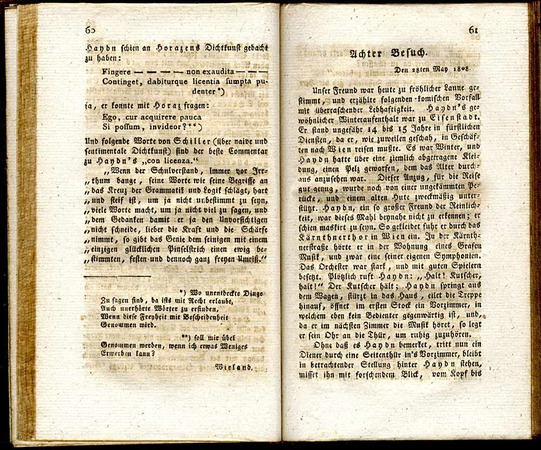 60
Haydn schien an Horazens Dichtkunst gedacht
zu haben:
Fingere — — — — non exaudita — —
Continget, dabiturque licentia sumpta pu-
denter *)
ja, er konnte mit Horaz fragen:
Ego, cur acquirere pauca
Si possum, invideor? **)
Und folgende Worte von Schiller (über naive und
sentimentale Dichtkunst) sind der beste Commentar
zu Haydn's „con licenza.“
„Wenn der Schulverstand, immer vor Irr-
„thum bange, seine Worte wie seine Begriffe an
„das Kreuz der Grammatik und Logik schlägt, hart
„und steif ist, um ja nicht unbestimmt zu seyn,
„viele Worte macht, um ja nicht viel zu sagen, und
„dem Gedanken damit er ja den Unvorsichtigen
„nicht schneide, lieber die Kraft und die Schärfe
„nimmt, so gibt das Genie dem seinigen mit einem
„einzigen glücklichen Pinselstrich einen ewig be-
„stimmten, festen und dennoch ganz freyen Umriß.“
*) Wo unentdeckte Dinge
Zu sagen sind, da ists mit Recht erlaubt,
Auch unerhörte Wörter zu erfinden,
Wenn diese Freyheit mit Bescheidenheit
Genommen wird.
**) soll mir übel
Genommen werden, wenn ich etwas Weniges
Erwerben kann?
Wieland.
61
Achter Besuch.
Den 18ten May 1808.
Unser Freund war heute zu fröhlicher Laune ge-
stimmt, und erzählte folgenden komischen Vorfall
mit überraschender Lebhaftigkeit. Haydn's ge-
wöhnlicher Winteraufenthalt war zu Eisenstadt.
Er stand ungefähr 14 bis 15 Jahre in fürstlichen
Diensten, da er, wie zuweilen geschah, in Geschäf-
ten nach Wien reisen mußte. Es war Winter, und
Haydn hatte über eine ziemlich abgetragene Klei-
dung, einen Pelz geworfen, dem das Alter durch-
aus anzusehen war. Dieser Anzug, für die Reise
gut genug, wurde noch von einer ungekämmten Pe-
rücke, und einem alten Hute zweckmäßig unter-
stützt. Haydn, ein so großer Freund der Reinlich-
keit, war dieses Mahl beynahe nicht zu erkennen; er
schien maskirt zu seyn. So gekleidet fuhr er durch das
Kärntnerthor in Wien ein. In der Kärnt-
nerstraße hörte er in der Wohnung eines Grafen
Musik, und zwar eine seiner eigenen Symphonien.
Das Orchester war stark, und mit guten Spielern
besetzt. Plötzlich ruft Haydn: „Halt! Kutscher,
halt!“ Der Kutscher hält; Haydn springt aus
dem Wagen, stürzt in das Haus, eilet die Treppe
hinauf, öffnet im ersten Stock ein Vorzimmer, in
welchem eben kein Bedienter gegenwärtig ist, und,
da er im nächsten Zimmer die Musik hört, so legt
er sein Ohr an die Thür, um ruhig zuzuhören.
Ohne daß es Haydn bemerket, tritt nun ein
Diener durch eine Seitenthür in's Vorzimmer, bleibt
in betrachtender Stellung hinter Haydn stehen,
misset ihn mit forschendem Blick, vom Kopf bis